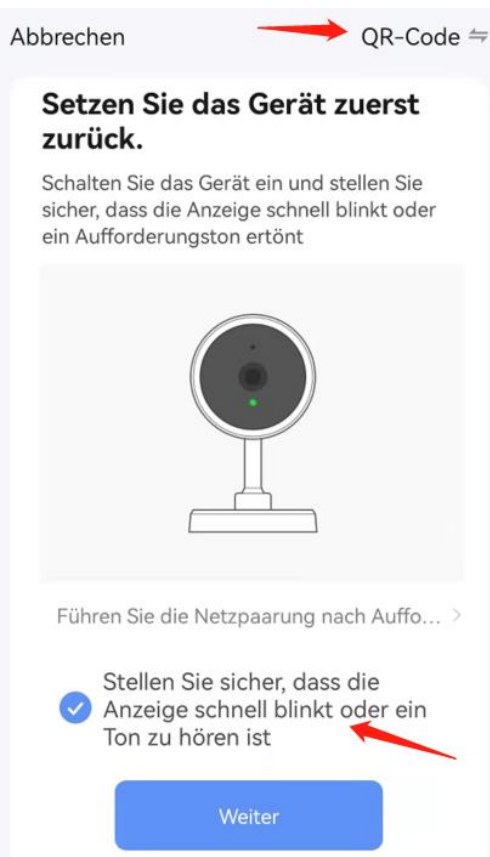 Abbrechen QR-Code
Setzen Sie das Gerät zuerst
zurück.
Schalten Sie das Gerät ein und stellen Sie
sicher, dass die Anzeige schnell blinkt oder
ein Aufforderungston ertönt
Führen Sie die Netzpaarung nach Auffo...
Stellen Sie sicher, dass die
Anzeige schnell blinkt oder ein
Ton zu hören ist
Weiter